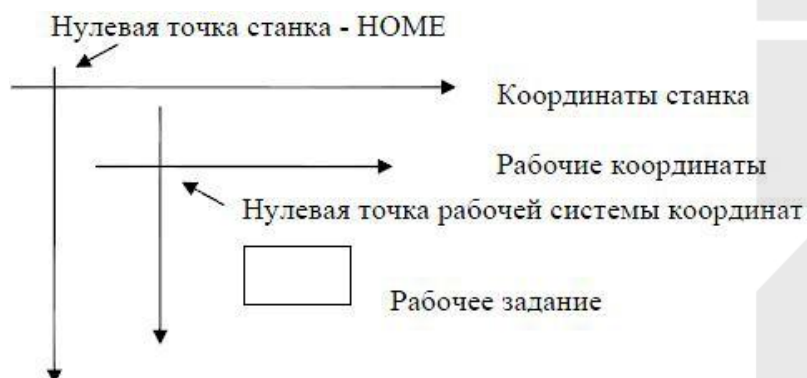 Нулевая точка станка - HOME
Координаты станка
Рабочие координаты
Нулевая точка рабочей системы координат
Рабочее задание